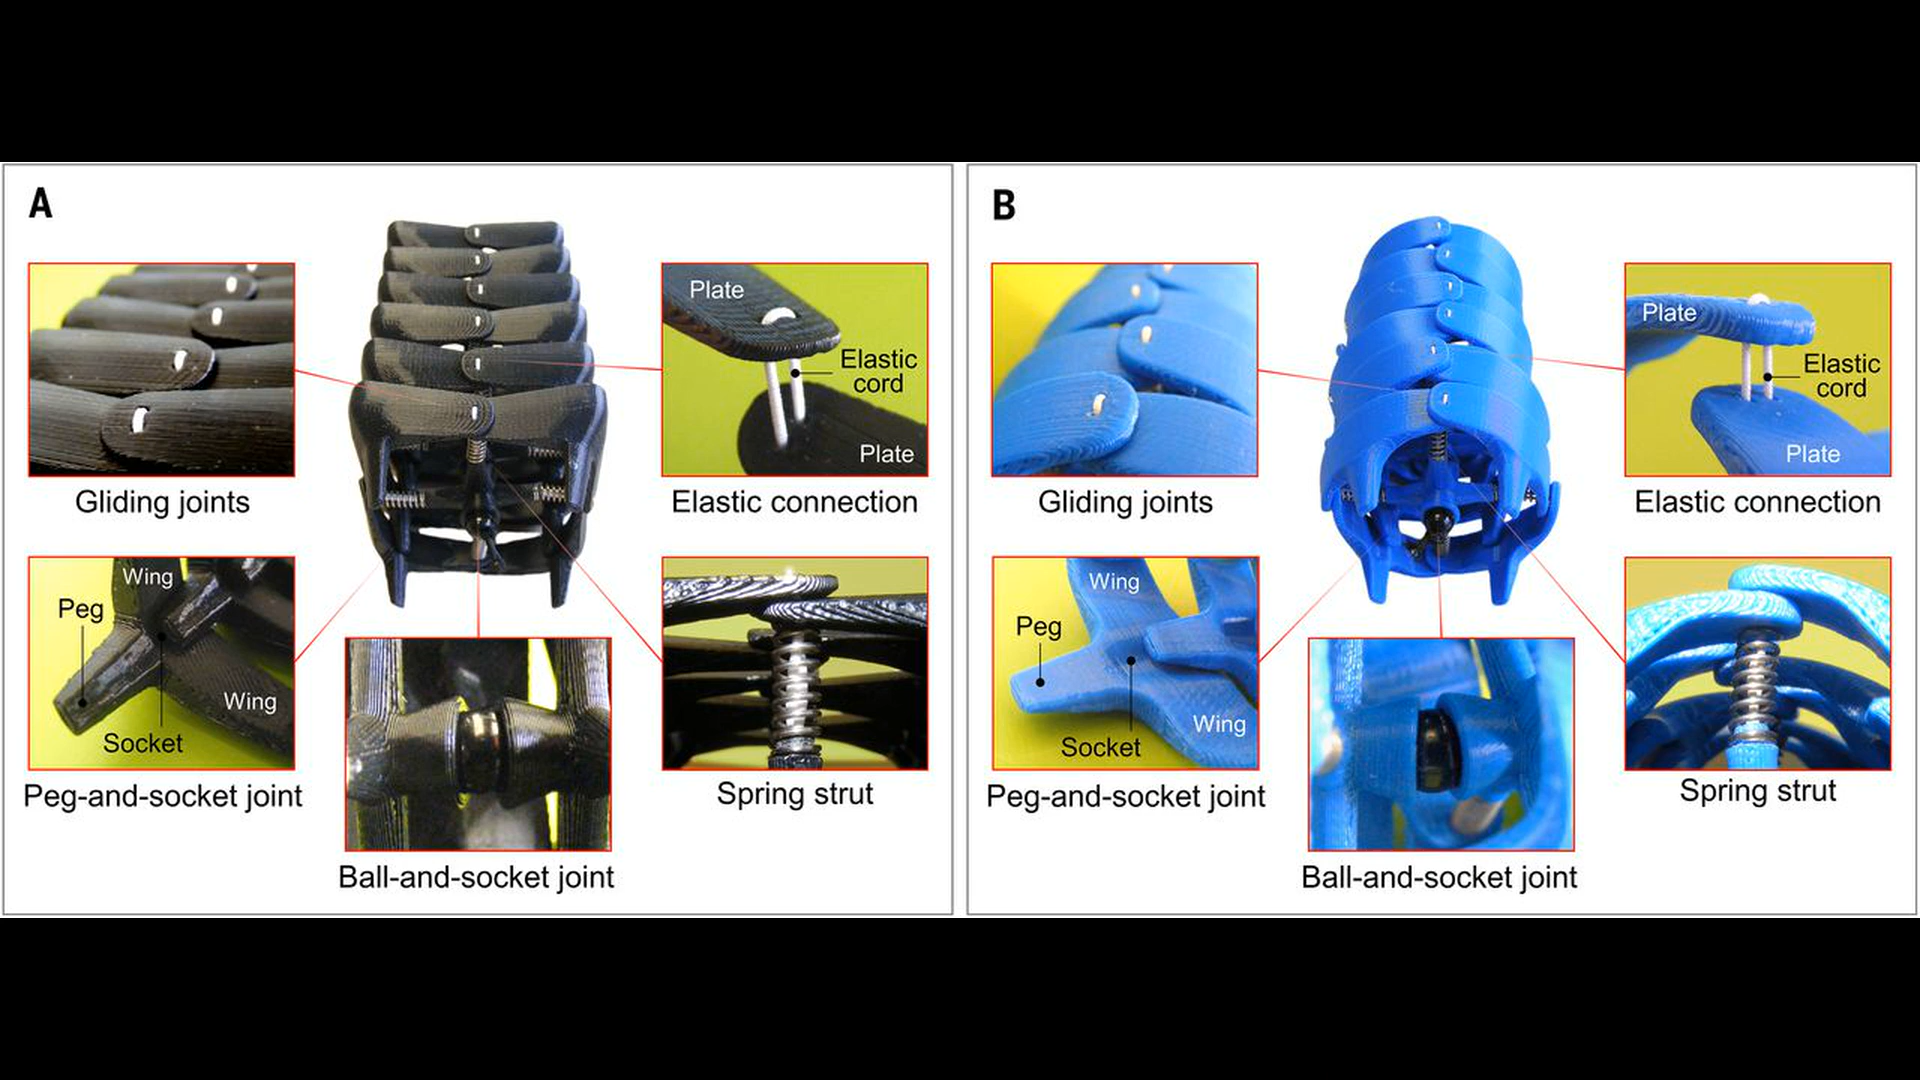 A
Gliding joints
Plate
Elastic
cord
Plate
Elastic connection
Wing
Peg
Wing
Socket
Peg-and-socket joint
Ball-and-socket joint
Spring strut
B
Gliding joints
Plate
Elastic
cord
Plate
Elastic connection
Wing
Peg
Wing
Socket
Peg-and-socket joint
Ball-and-socket joint
Spring strut